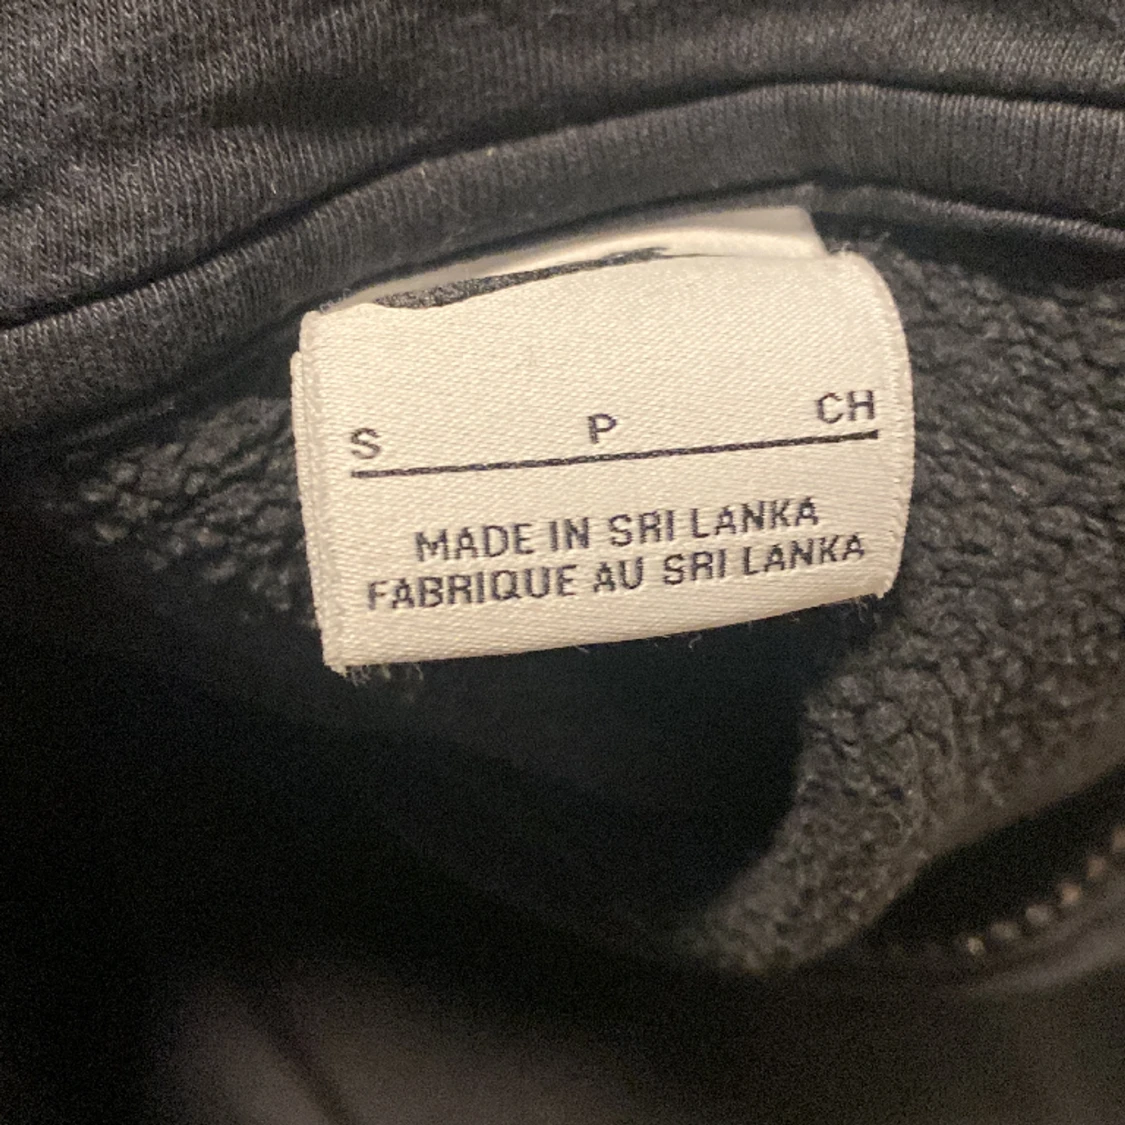 S P CH
MADE IN SRI LANKA
FABRIQUE AU SRI LANKA